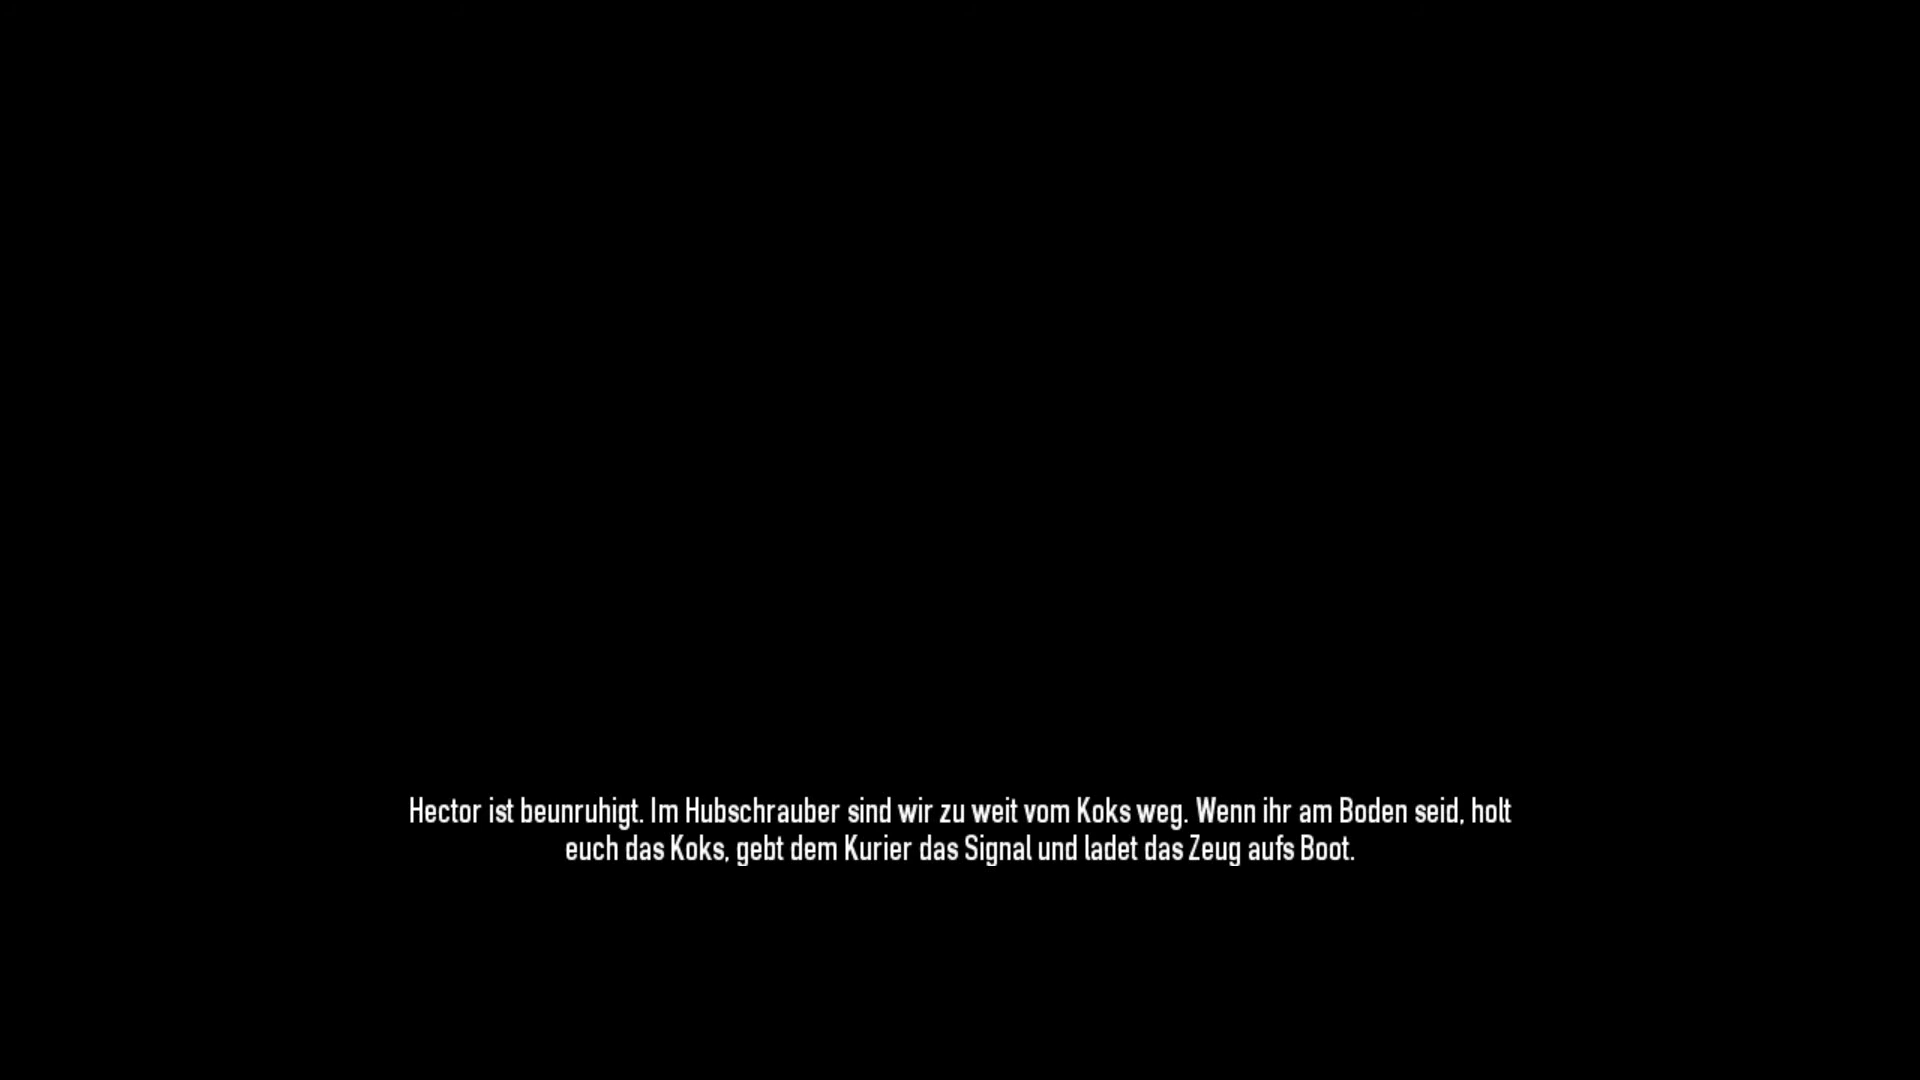 Hector ist beunruhigt. Im Hubschrauber sind wir zu weit vom Koks weg. Wenn ihr am Boden seid, holt
euch das Koks, gebt dem Kurier das Signal und ladet das Zeug aufs Boot.